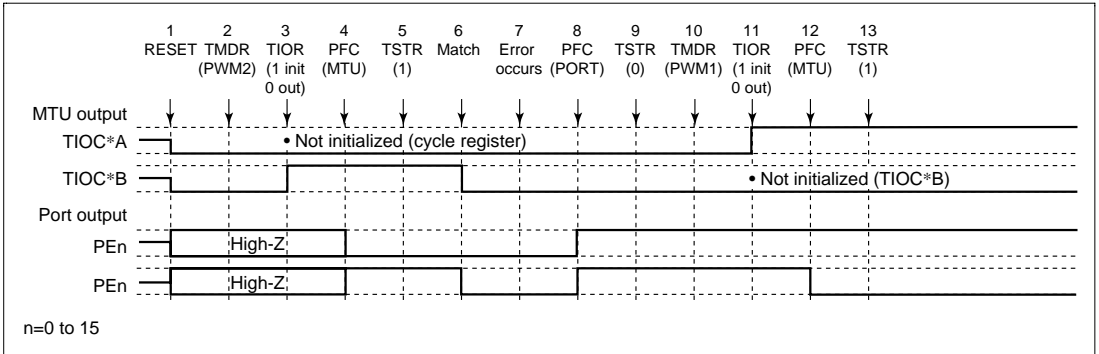 1 2 3 4 5 6 7 8 9 10 11 12 13
RESET TMDR TIOR PFC TSTR Match Error PFC TSTR TMDR TIOR PFC TSTR
(PWM2) (1 init (MTU) (1) occurs (PORT) (0) (PWM1) (1 init (MTU) (1)
0 out) 0 out)
MTU output
TIOC*A • Not initialized (cycle register)
TIOC*B • Not initialized (TIOC*B)
Port output
PEn High-Z
PEn High-Z
n=0 to 15